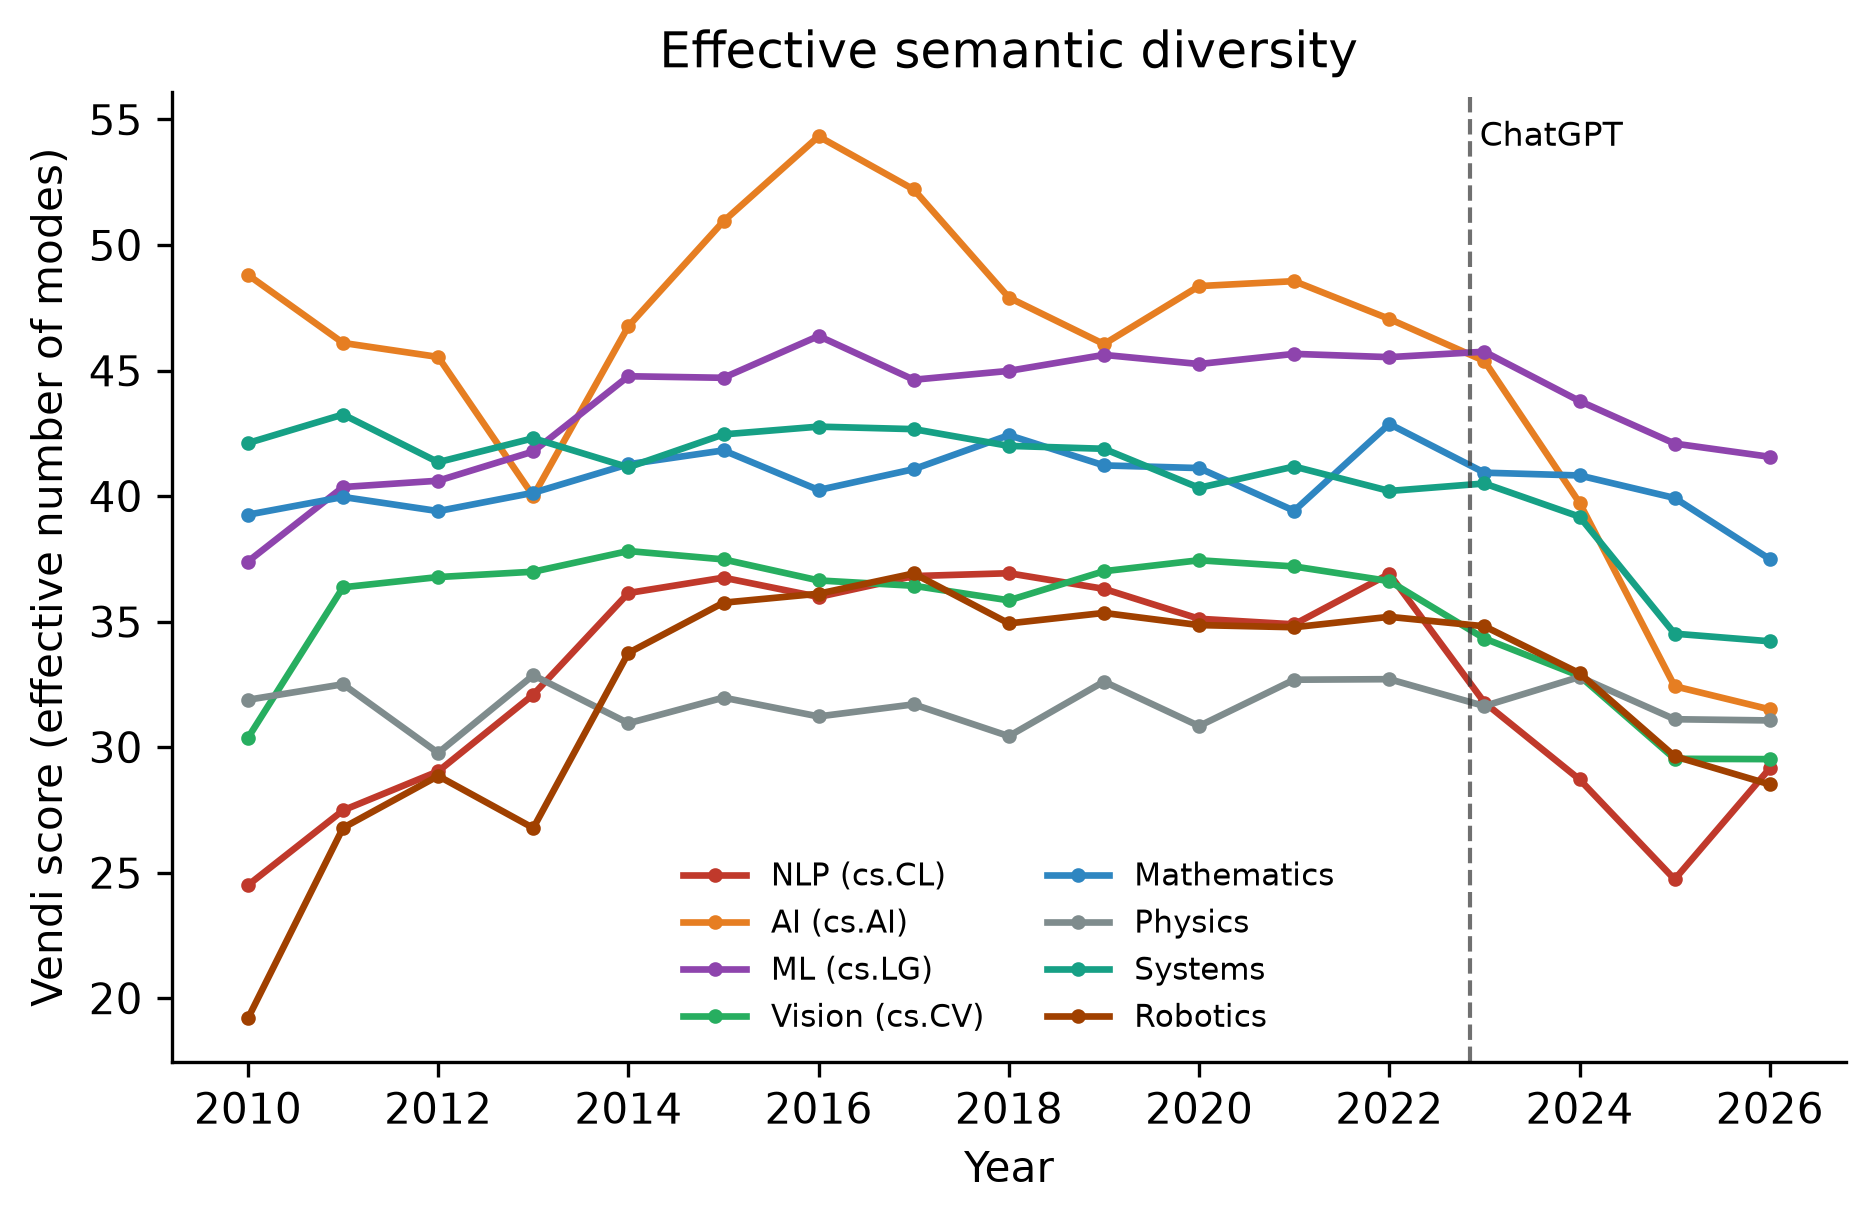 Effective semantic diversity
Vendi score (effective number of modes)
55
50
45
40
35
30
25
20
ChatGPT
NLP (cs.CL)
AI (cs.AI)
ML (cs.LG)
Vision (cs.CV)
Mathematics
Physics
Systems
Robotics
2010 2012 2014 2016 2018 2020 2022 2024 2026
Year